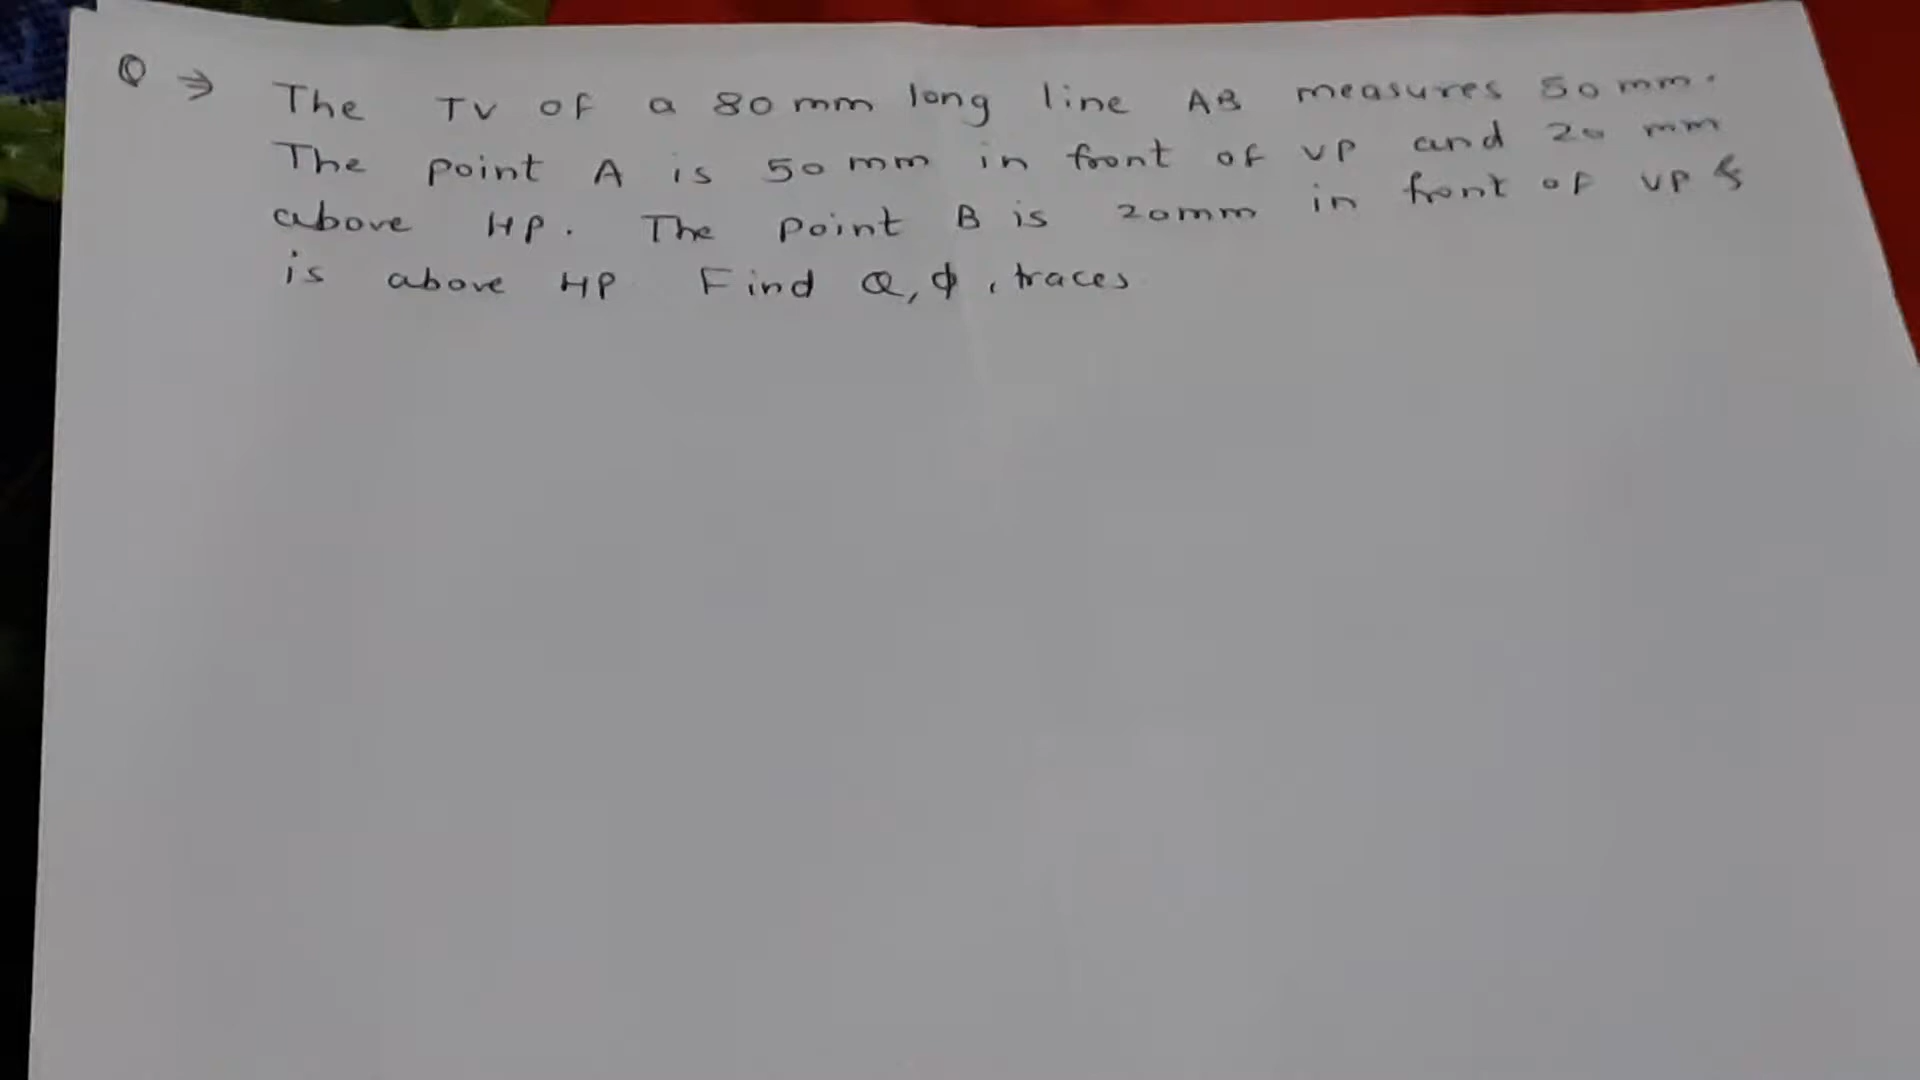 Q ⇒ The TV of a 80 mm long line AB measures 50 mm.
The point A is 50 mm in front of VP and 20 mm
above HP. The point B is 20mm in front of VP &
is above HP Find Q, ϕ, traces